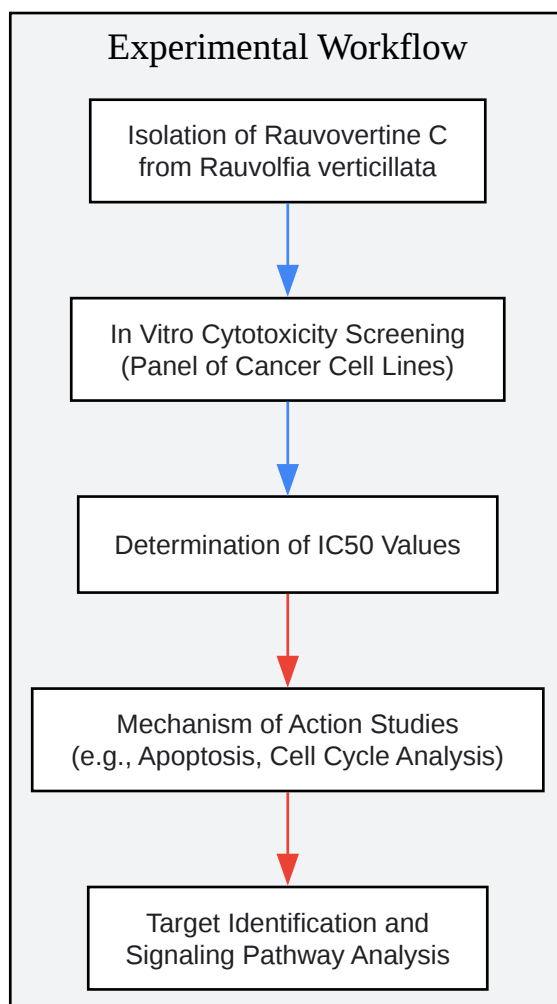 Experimental Workflow
Isolation of Rauvovertine C
from Rauvolfia verticillata
In Vitro Cytotoxicity Screening
(Panel of Cancer Cell Lines)
Determination of IC50 Values
Mechanism of Action Studies
(e.g., Apoptosis, Cell Cycle Analysis)
Target Identification and
Signaling Pathway Analysis